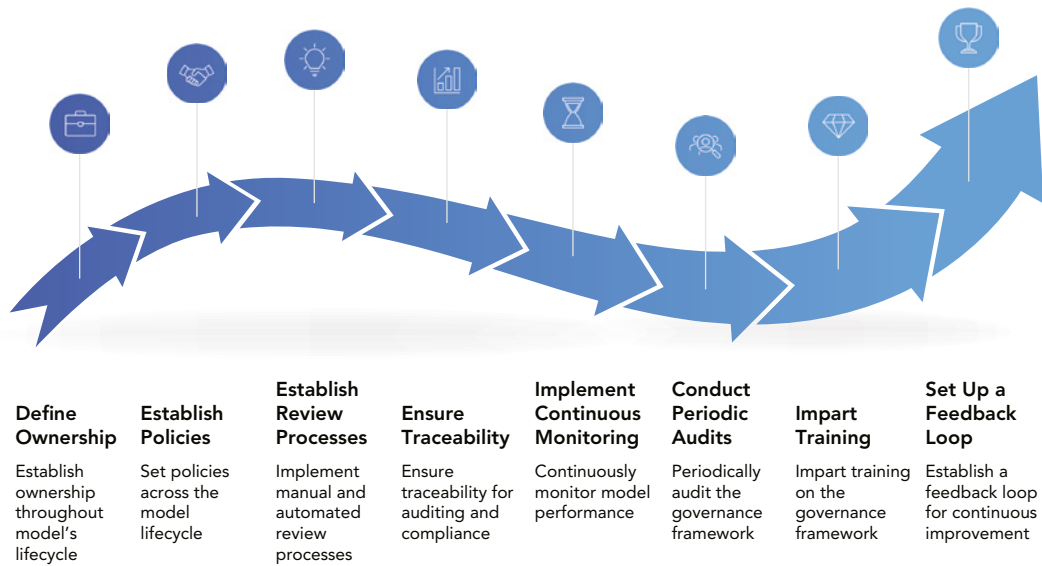 Define
Ownership
Establish
ownership
throughout
model's
lifecycle
Establish
Policies
Set policies
across the
model
lifecycle
Establish
Review
Processes
Implement
manual and
automated
review
processes
Ensure
Traceability
Ensure
traceability for
auditing and
compliance
Implement
Continuous
Monitoring
Continuously
monitor model
performance
Conduct
Periodic
Audits
Periodically
audit the
governance
framework
Impart
Training
Impart training
on the
governance
framework
Set Up a
Feedback
Loop
Establish a
feedback loop
for continuous
improvement